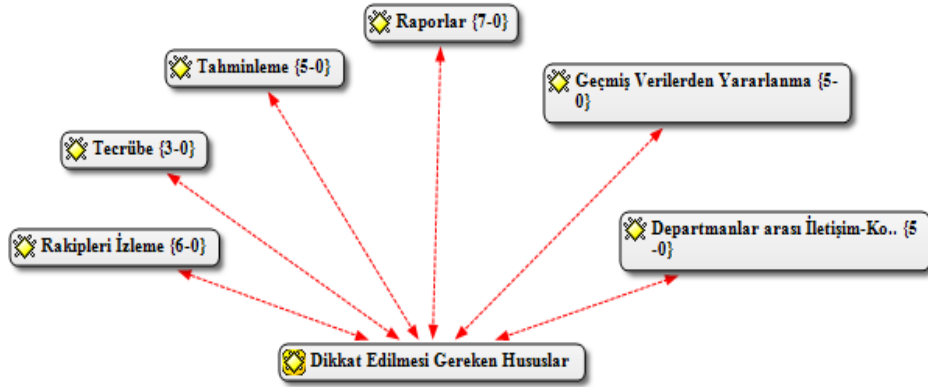 Raporlar {7-0}
Tahminleme {5-0}
Geçmiş Verilerden Yararlanma {5-
0}
Tecrübe {3-0}
Departmanlar arası İletişim-Ko.. {5
-0}
Rakipleri İzleme {6-0}
Dikkat Edilmesi Gereken Hususlar